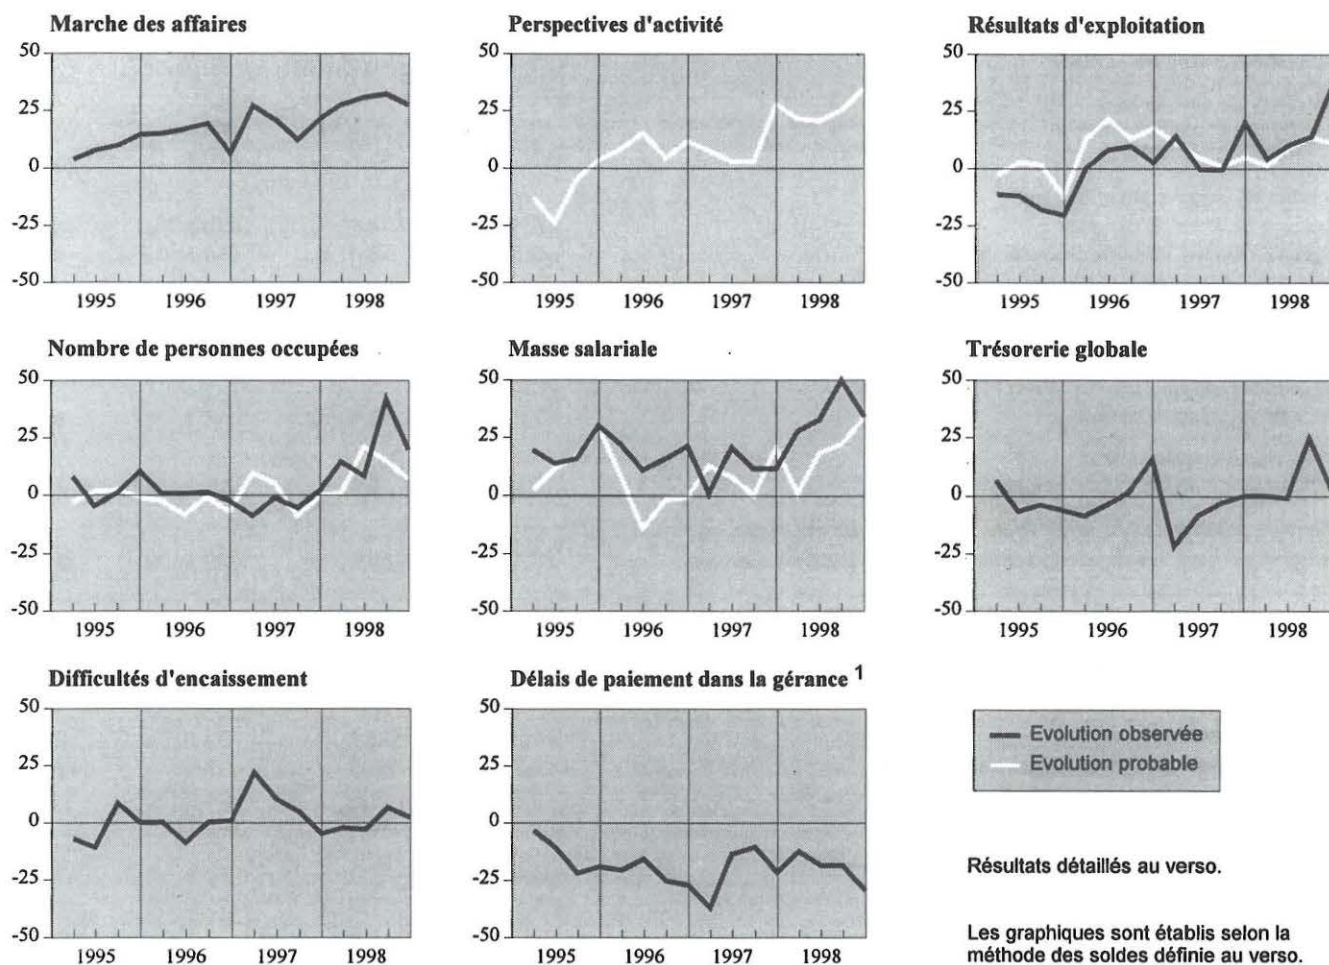 Marche des affaires
50
25
0
-25
-50
1995 1996 1997 1998
Perspectives d'activité
50
25
0
-25
-50
1995 1996 1997 1998
Résultats d'exploitation
50
25
0
-25
-50
1995 1996 1997 1998
Nombre de personnes occupées
50
25
0
-25
-50
1995 1996 1997 1998
Masse salariale
50
25
0
-25
-50
1995 1996 1997 1998
Trésorerie globale
50
25
0
-25
-50
1995 1996 1997 1998
Difficultés d'encaissement
50
25
0
-25
-50
1995 1996 1997 1998
Délais de paiement dans la gérance 1
50
25
0
-25
-50
1995 1996 1997 1998
Evolution observée
Evolution probable
Résultats détaillés au verso.
Les graphiques sont établis selon la
méthode des soldes définie au verso.